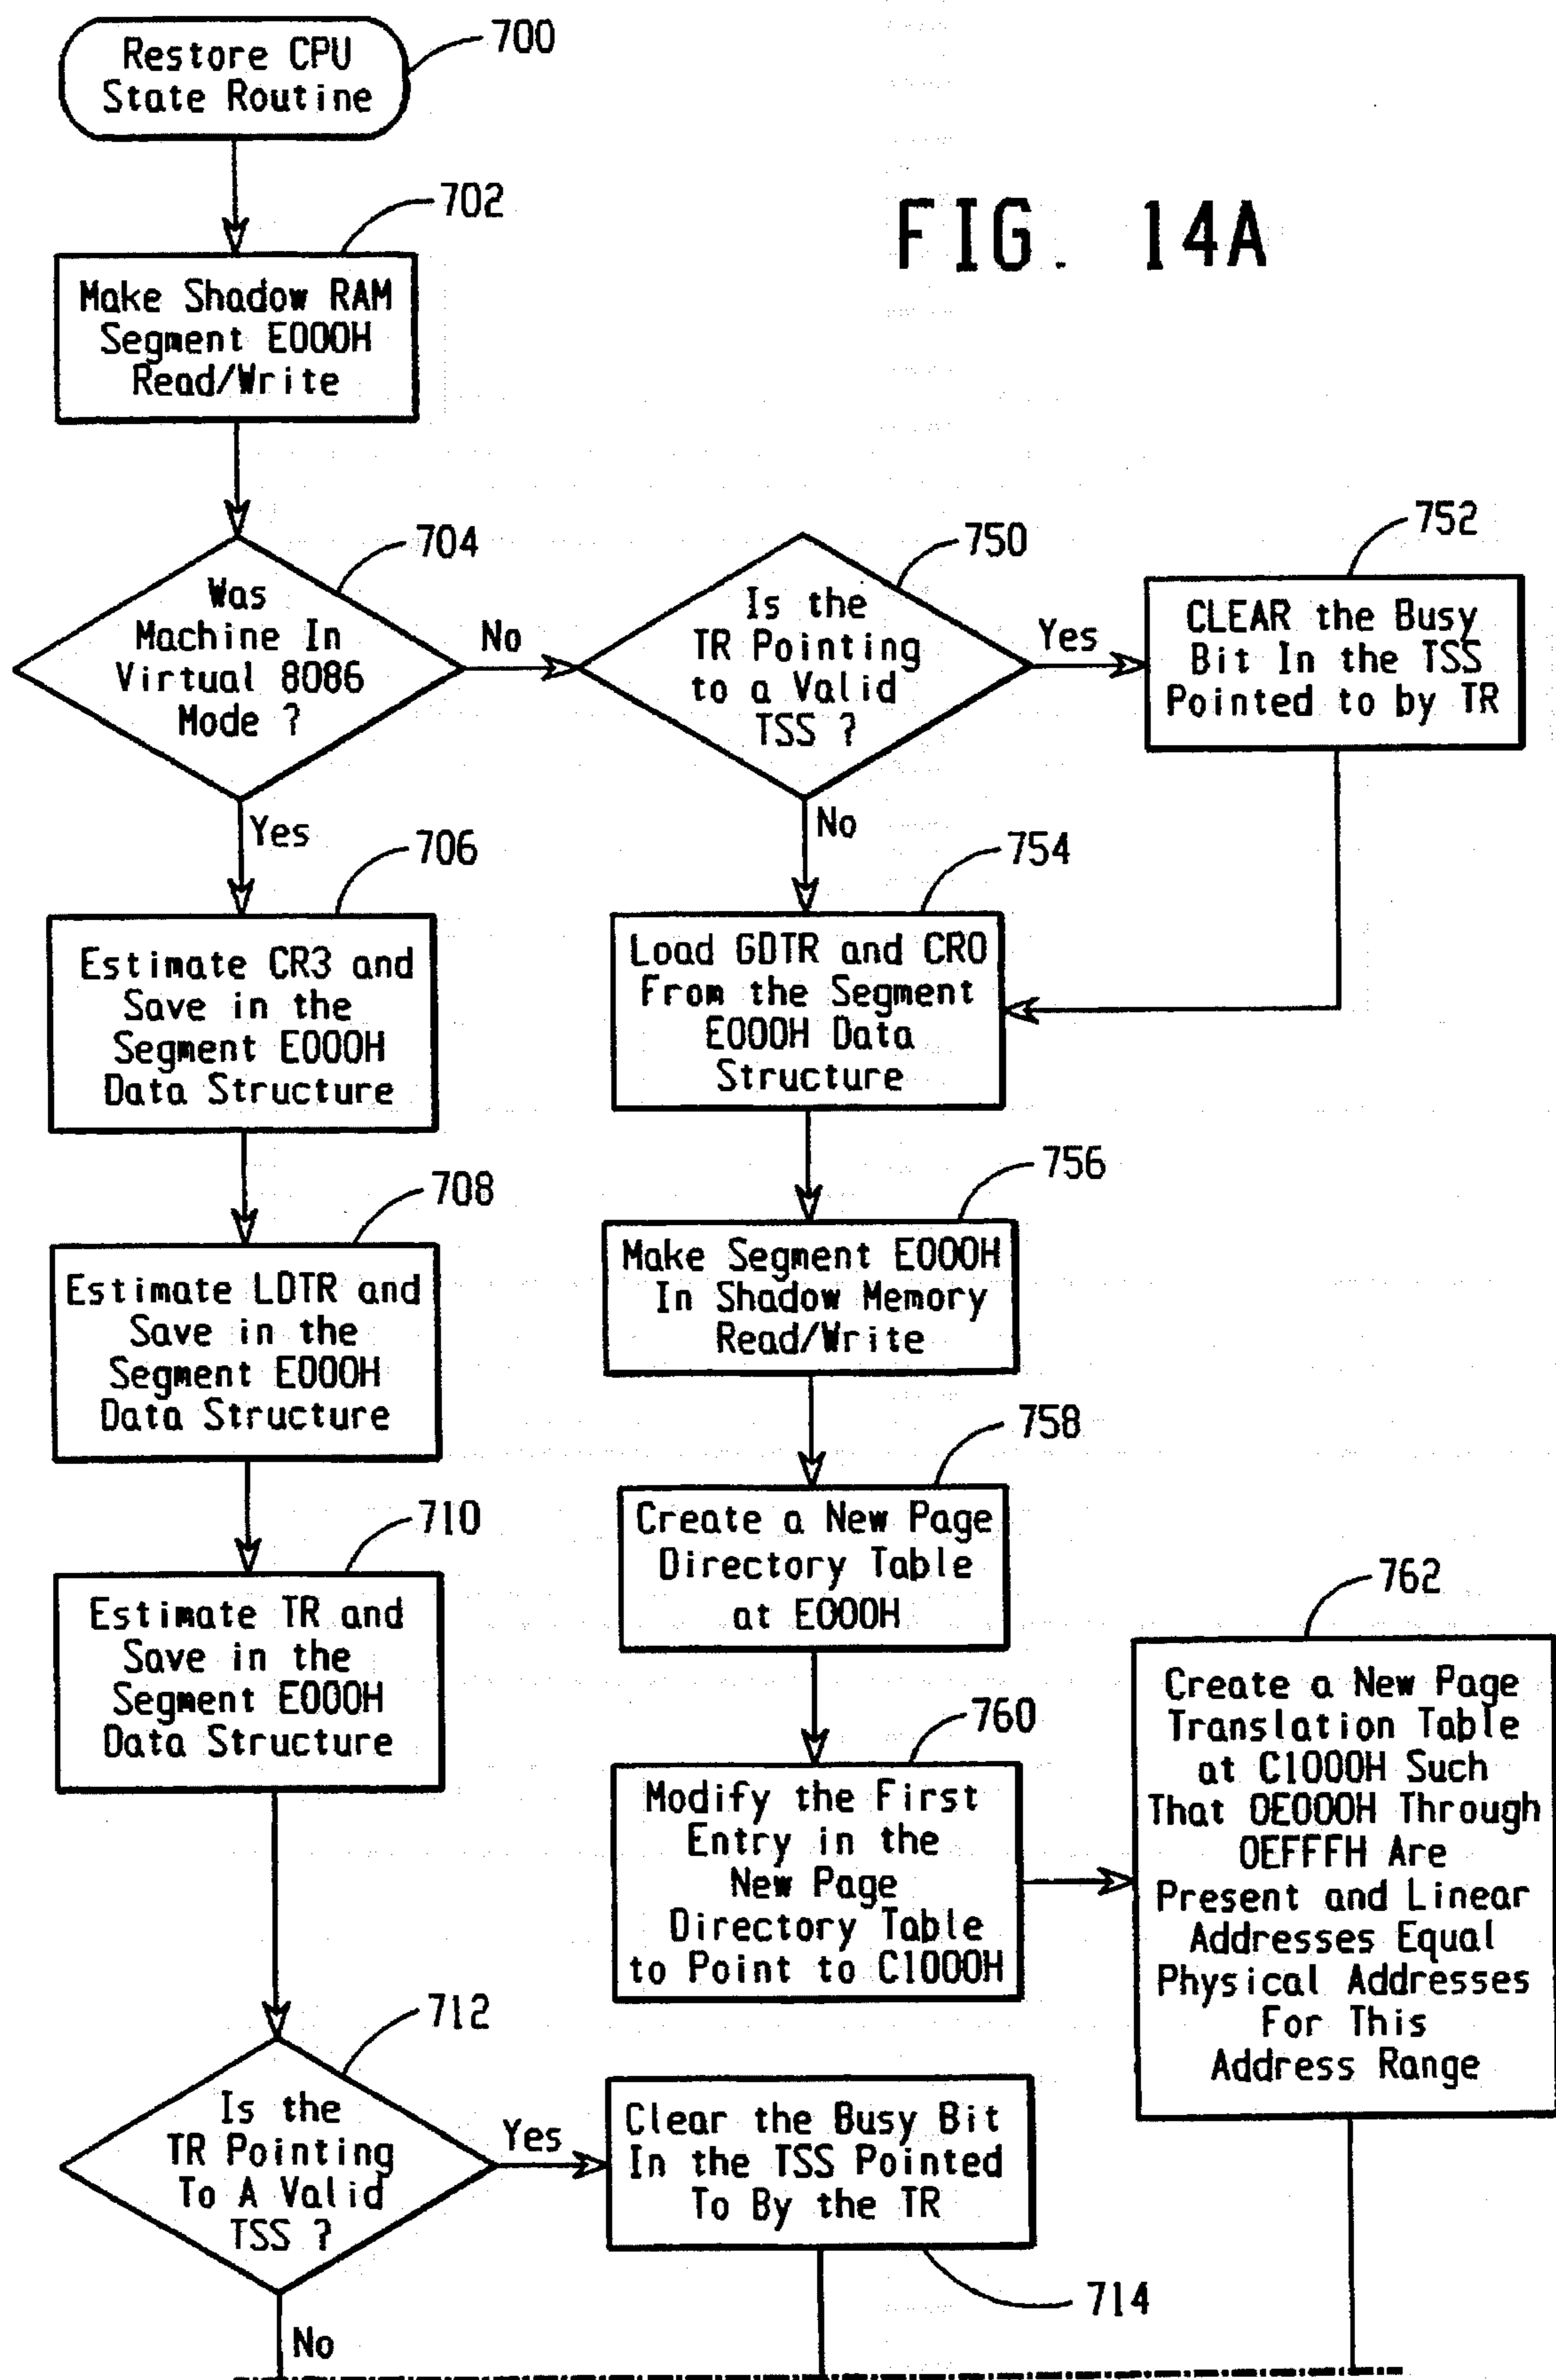 Restore CPU
State Routine
700
702
FIG. 14A
Make Shadow RAM
Segment E000H
Read/Write
704
Was
Machine In
Virtual 8086
Mode ?
No
Yes
750
Is the
TR Pointing
to a Valid
TSS ?
Yes
No
752
CLEAR the Busy
Bit In the TSS
Pointed to by TR
706
Estimate CR3 and
Save in the
Segment E000H
Data Structure
754
Load GDTR and CR0
From the Segment
E000H Data
Structure
708
Estimate LDTR and
Save in the
Segment E000H
Data Structure
756
Make Segment E000H
In Shadow Memory
Read/Write
710
Estimate TR and
Save in the
Segment E000H
Data Structure
758
Create a New Page
Directory Table
at E000H
760
Modify the First
Entry in the
New Page
Directory Table
to Point to C1000H
762
Create a New Page
Translation Table
at C1000H Such
That 0E000H Through
0EFFFH Are
Present and Linear
Addresses Equal
Physical Addresses
For This
Address Range
712
Is the
TR Pointing
To A Valid
TSS ?
Yes
No
Clear the Busy Bit
In the TSS Pointed
To By the TR
714